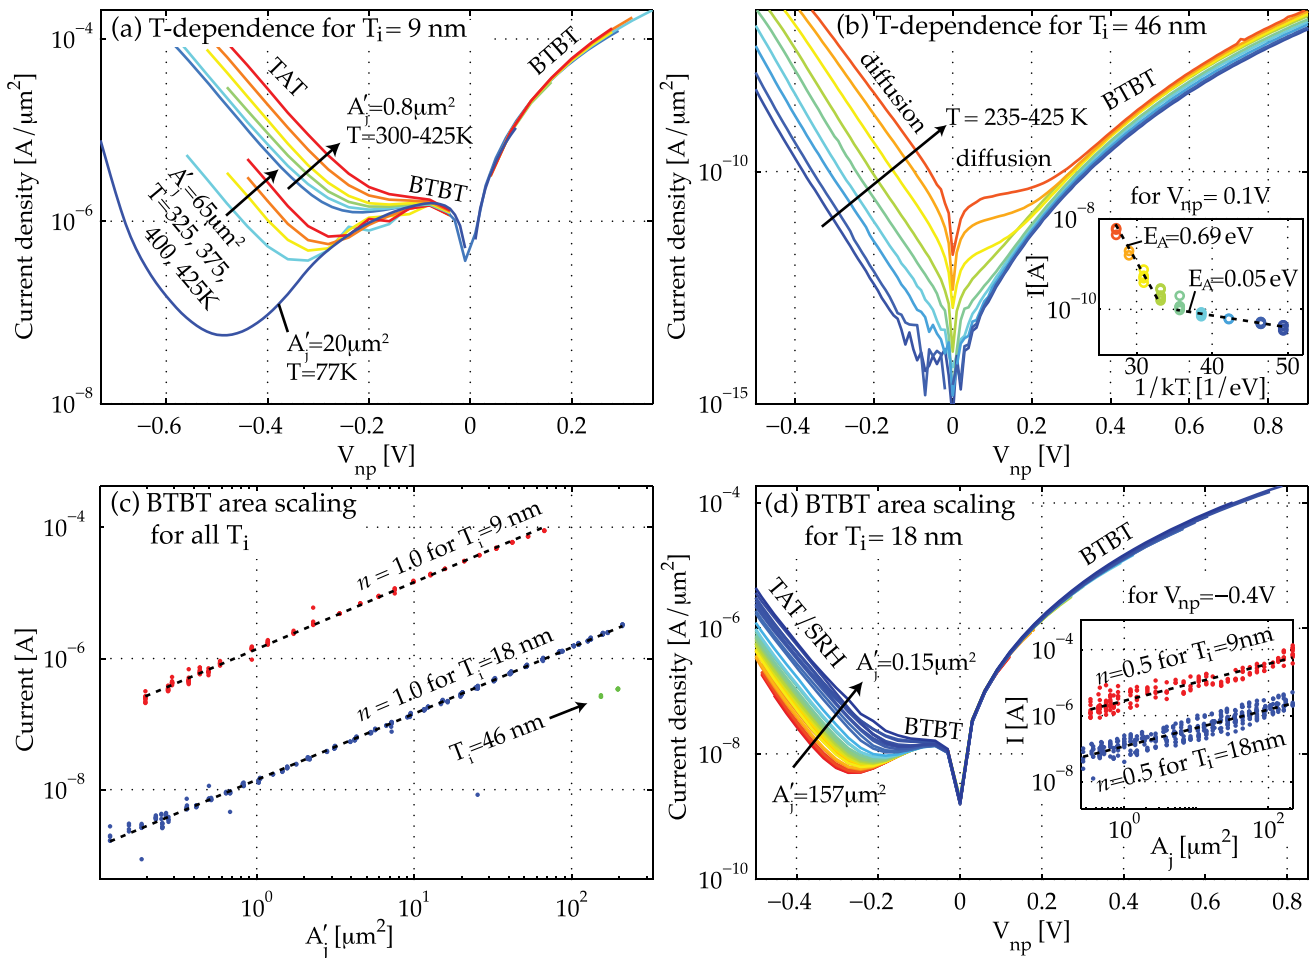 (a) T-dependence for Ti = 9 nm
Current density [A / µm²]
10⁻⁴
10⁻⁶
10⁻⁸
TAT
A′j=0.8µm²
T=300-425K
BTBT
BTBT
A′j=65µm²
T=325, 375,
400, 425K
A′j=20µm²
T=77K
−0.6
−0.4
−0.2
0
0.2
Vnp [V]
(b) T-dependence for Ti = 46 nm
Current density [A / µm²]
10⁻¹⁰
10⁻¹⁵
diffusion
T = 235-425 K
diffusion
BTBT
for Vnp = 0.1V
I[A]
10⁻⁸
10⁻¹⁰
EA=0.69 eV
EA=0.05 eV
30
40
50
1/kT [1/eV]
−0.4
−0.2
0
0.2
0.4
0.6
0.8
Vnp [V]
(c) BTBT area scaling
for all Ti
Current [A]
10⁻⁴
10⁻⁶
10⁻⁸
n = 1.0 for Ti=9 nm
n = 1.0 for Ti=18 nm
Ti=46 nm
10⁰
10¹
10²
A′j [µm²]
(d) BTBT area scaling
for Ti = 18 nm
Current density [A / µm²]
10⁻⁴
10⁻⁶
10⁻⁸
10⁻¹⁰
TAT/SRH
A′j=0.15µm²
BTBT
A′j=157µm²
BTBT
for Vnp=−0.4V
I [A]
10⁻⁴
10⁻⁶
10⁻⁸
n=0.5 for Ti=9nm
n=0.5 for Ti=18nm
10⁰
10²
Aj [µm²]
−0.4
−0.2
0
0.2
0.4
0.6
0.8
Vnp [V]